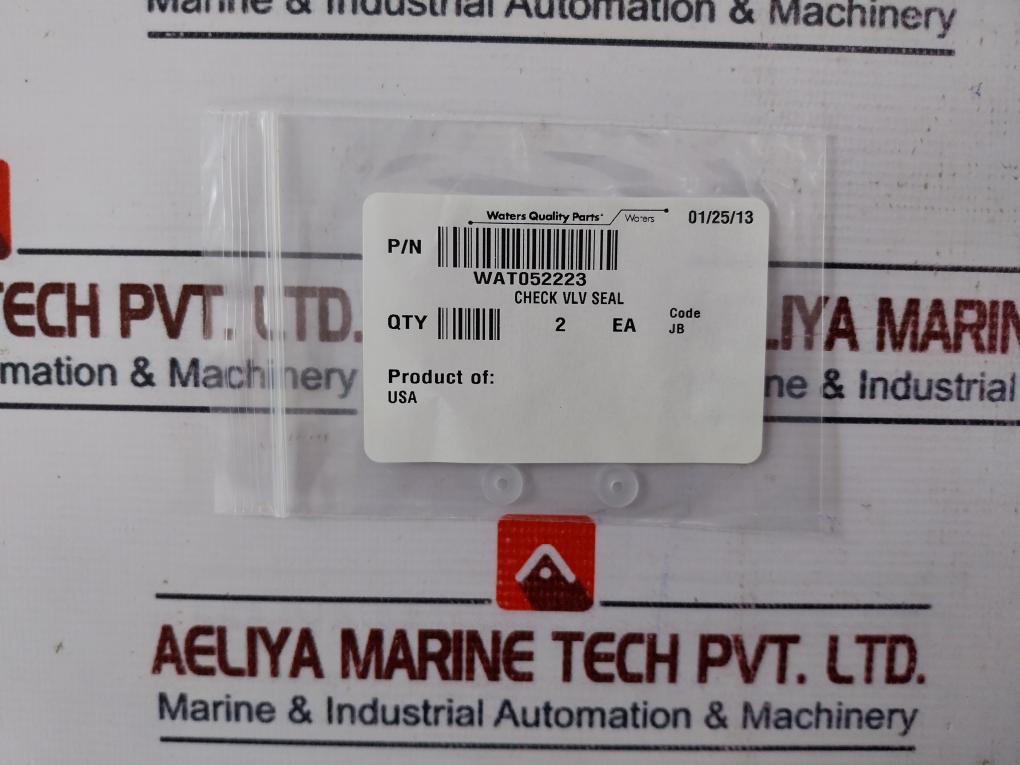 Marine & Industrial Automation & Machinery
Waters Quality Parts Waters 01/25/13
P/N
WAT052223
CHECK VLV SEAL
QTY 2 EA Code
JB
Product of:
USA
TECH PVT. LTD.
mation & Machinery
LIYA MARIN
ne & Industrial
AELIYA MARINE TECH PVT. LTD.
Marine & Industrial Automation & Machinery